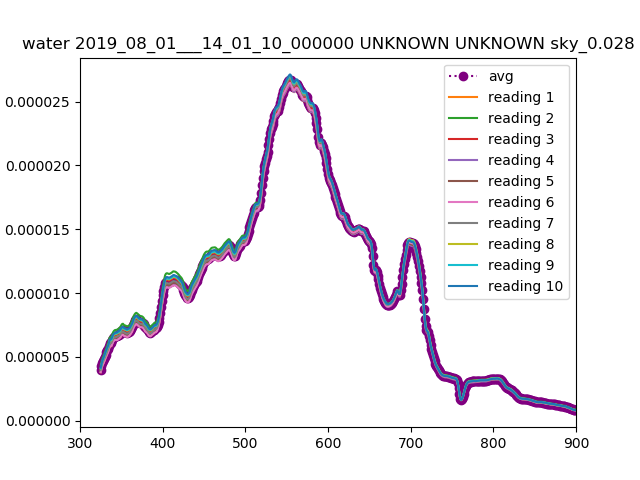 water 2019_08_01___14_01_10_000000 UNKNOWN UNKNOWN sky_0.028
0.000025
0.000020
0.000015
0.000010
0.000005
0.000000
300 400 500 600 700 800 900
avg
reading 1
reading 2
reading 3
reading 4
reading 5
reading 6
reading 7
reading 8
reading 9
reading 10